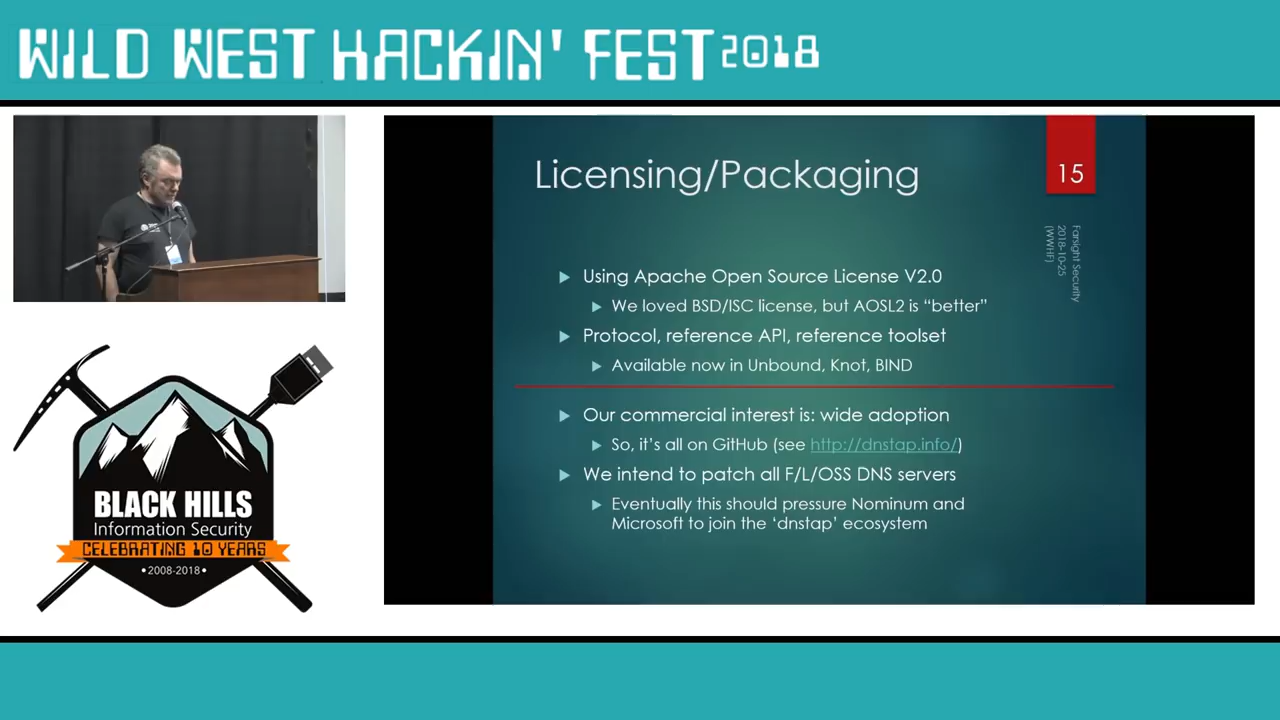 WILD WEST HACKIN' FEST 2018
Licensing/Packaging
15
Farsight Security
2018-10-25
(WWHF)
Using Apache Open Source License V2.0
We loved BSD/ISC license, but AOSL2 is “better”
Protocol, reference API, reference toolset
Available now in Unbound, Knot, BIND
Our commercial interest is: wide adoption
So, it’s all on GitHub (see http://dnstap.info/)
We intend to patch all F/L/OSS DNS servers
Eventually this should pressure Nominum and
Microsoft to join the ‘dnstap’ ecosystem
BLACK HILLS
Information Security
CELEBRATING 10 YEARS
•2008-2018•